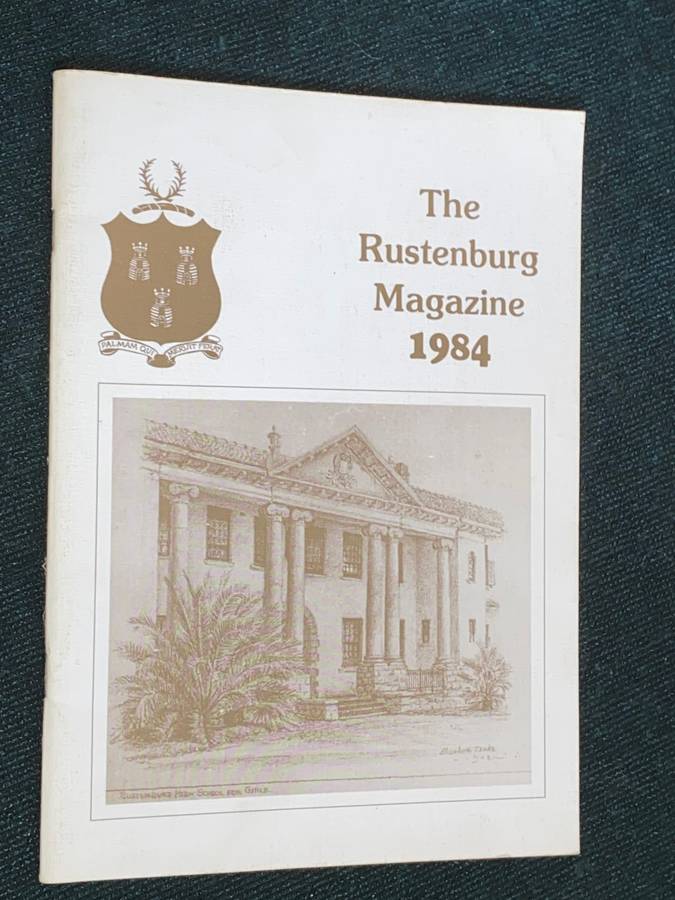 The
Rustenburg
Magazine
1984
PALMAM QUI MERUIT FERAT
RUSTENBURG HIGH SCHOOL FOR GIRLS